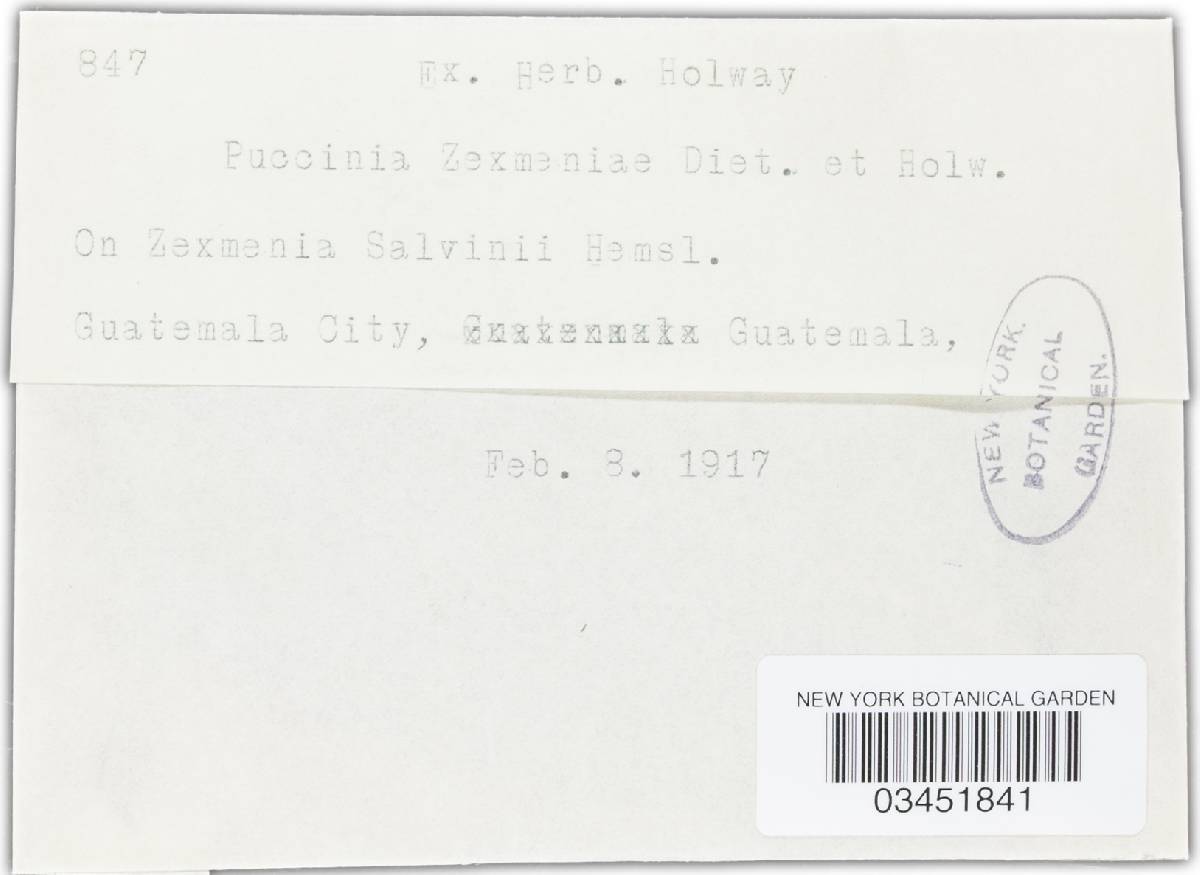 847
Ex. Herb. Holway
Puccinia Zexmeniae Diet. et Holw.
On Zexmenia Salvinii Hemsl.
Guatemala City, Guatemala Guatemala,
Feb. 8. 1917
NEW YORK
BOTANICAL
GARDEN.
NEW YORK BOTANICAL GARDEN
03451841